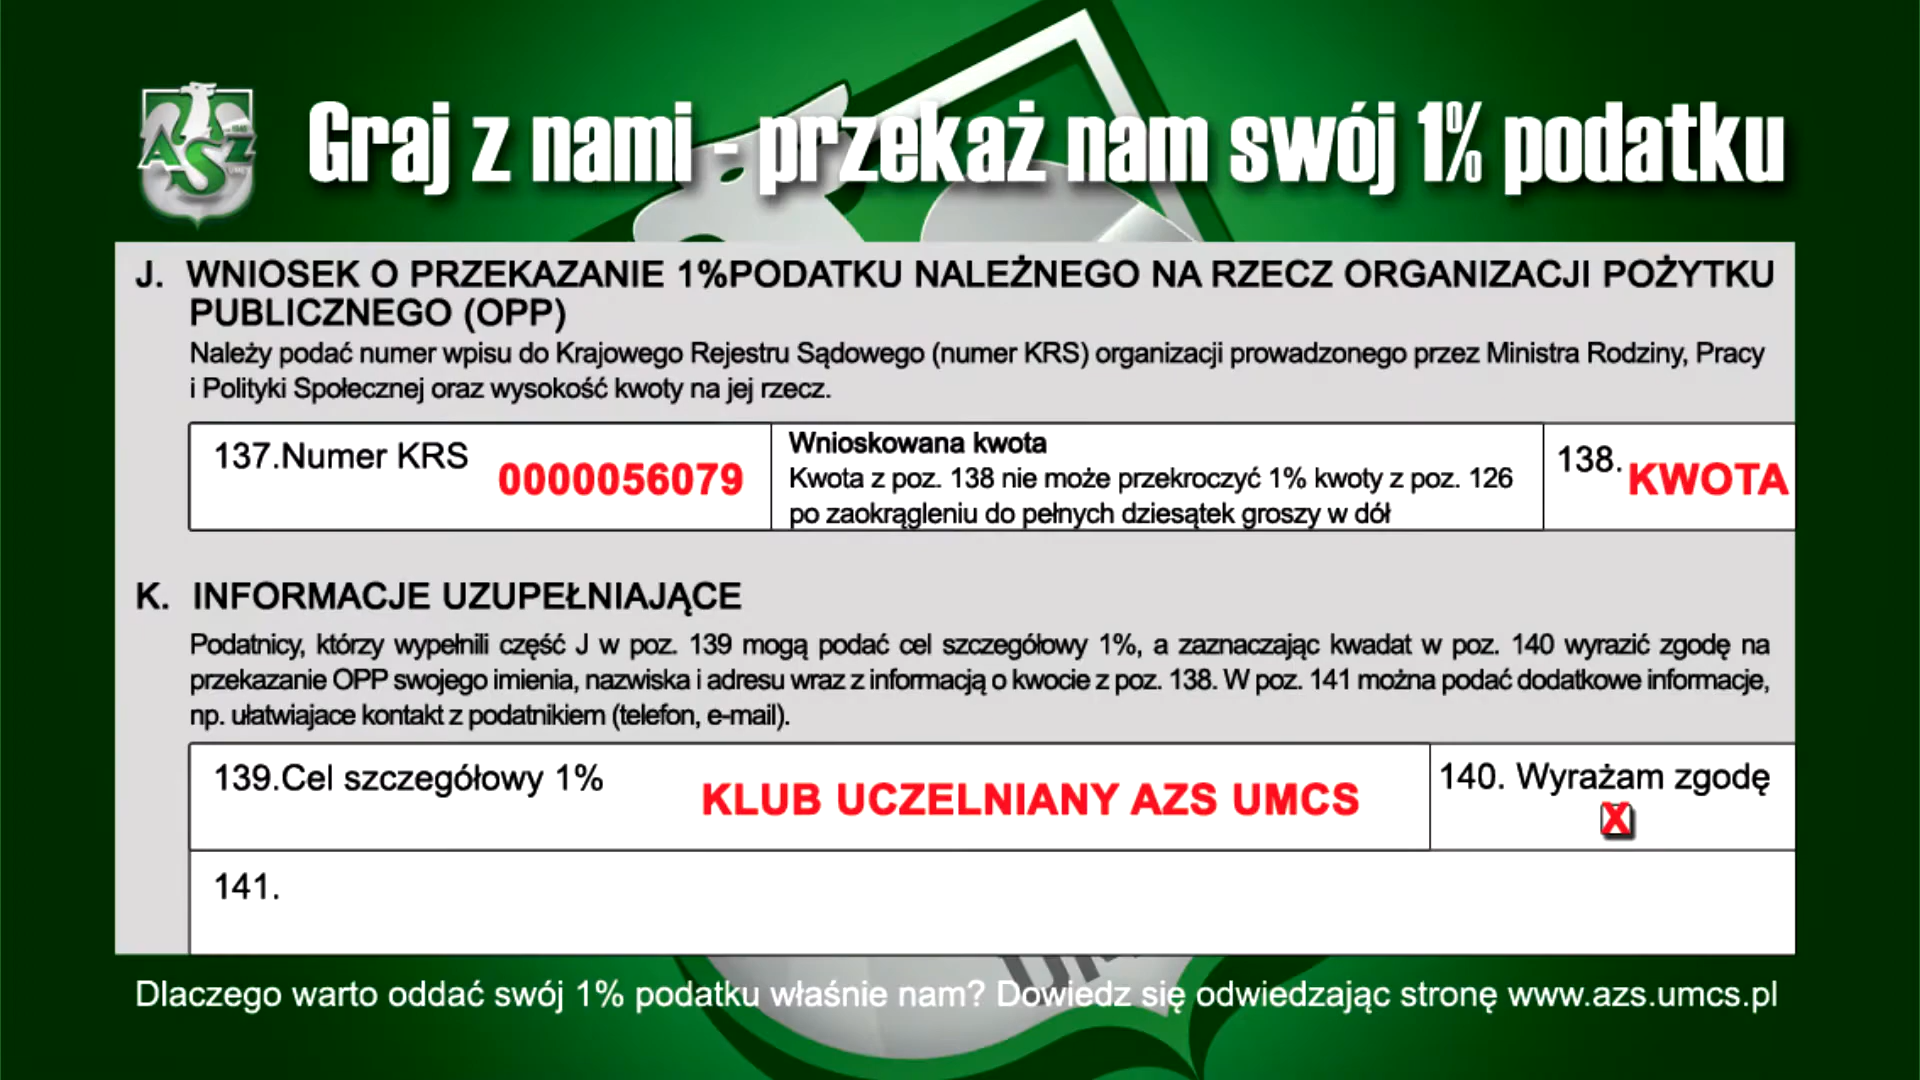 AZS
UMCS
Graj z nami - przekaż nam swój 1% podatku
J. WNIOSEK O PRZEKAZANIE 1%PODATKU NALEŻNEGO NA RZECZ ORGANIZACJI POŻYTKU
PUBLICZNEGO (OPP)
Należy podać numer wpisu do Krajowego Rejestru Sądowego (numer KRS) organizacji prowadzonego przez Ministra Rodziny, Pracy
i Polityki Społecznej oraz wysokość kwoty na jej rzecz.
137.Numer KRS 0000056079
Wnioskowana kwota
Kwota z poz. 138 nie może przekroczyć 1% kwoty z poz. 126
po zaokrągleniu do pełnych dziesątek groszy w dół
138. KWOTA
K. INFORMACJE UZUPEŁNIAJĄCE
Podatnicy, którzy wypełnili część J w poz. 139 mogą podać cel szczegółowy 1%, a zaznaczając kwadat w poz. 140 wyrazić zgodę na
przekazanie OPP swojego imienia, nazwiska i adresu wraz z informacją o kwocie z poz. 138. W poz. 141 można podać dodatkowe informacje,
np. ułatwiajace kontakt z podatnikiem (telefon, e-mail).
139.Cel szczegółowy 1% KLUB UCZELNIANY AZS UMCS
140. Wyrażam zgodę
X
141.
Dlaczego warto oddać swój 1% podatku właśnie nam? Dowiedz się odwiedzając stronę www.azs.umcs.pl